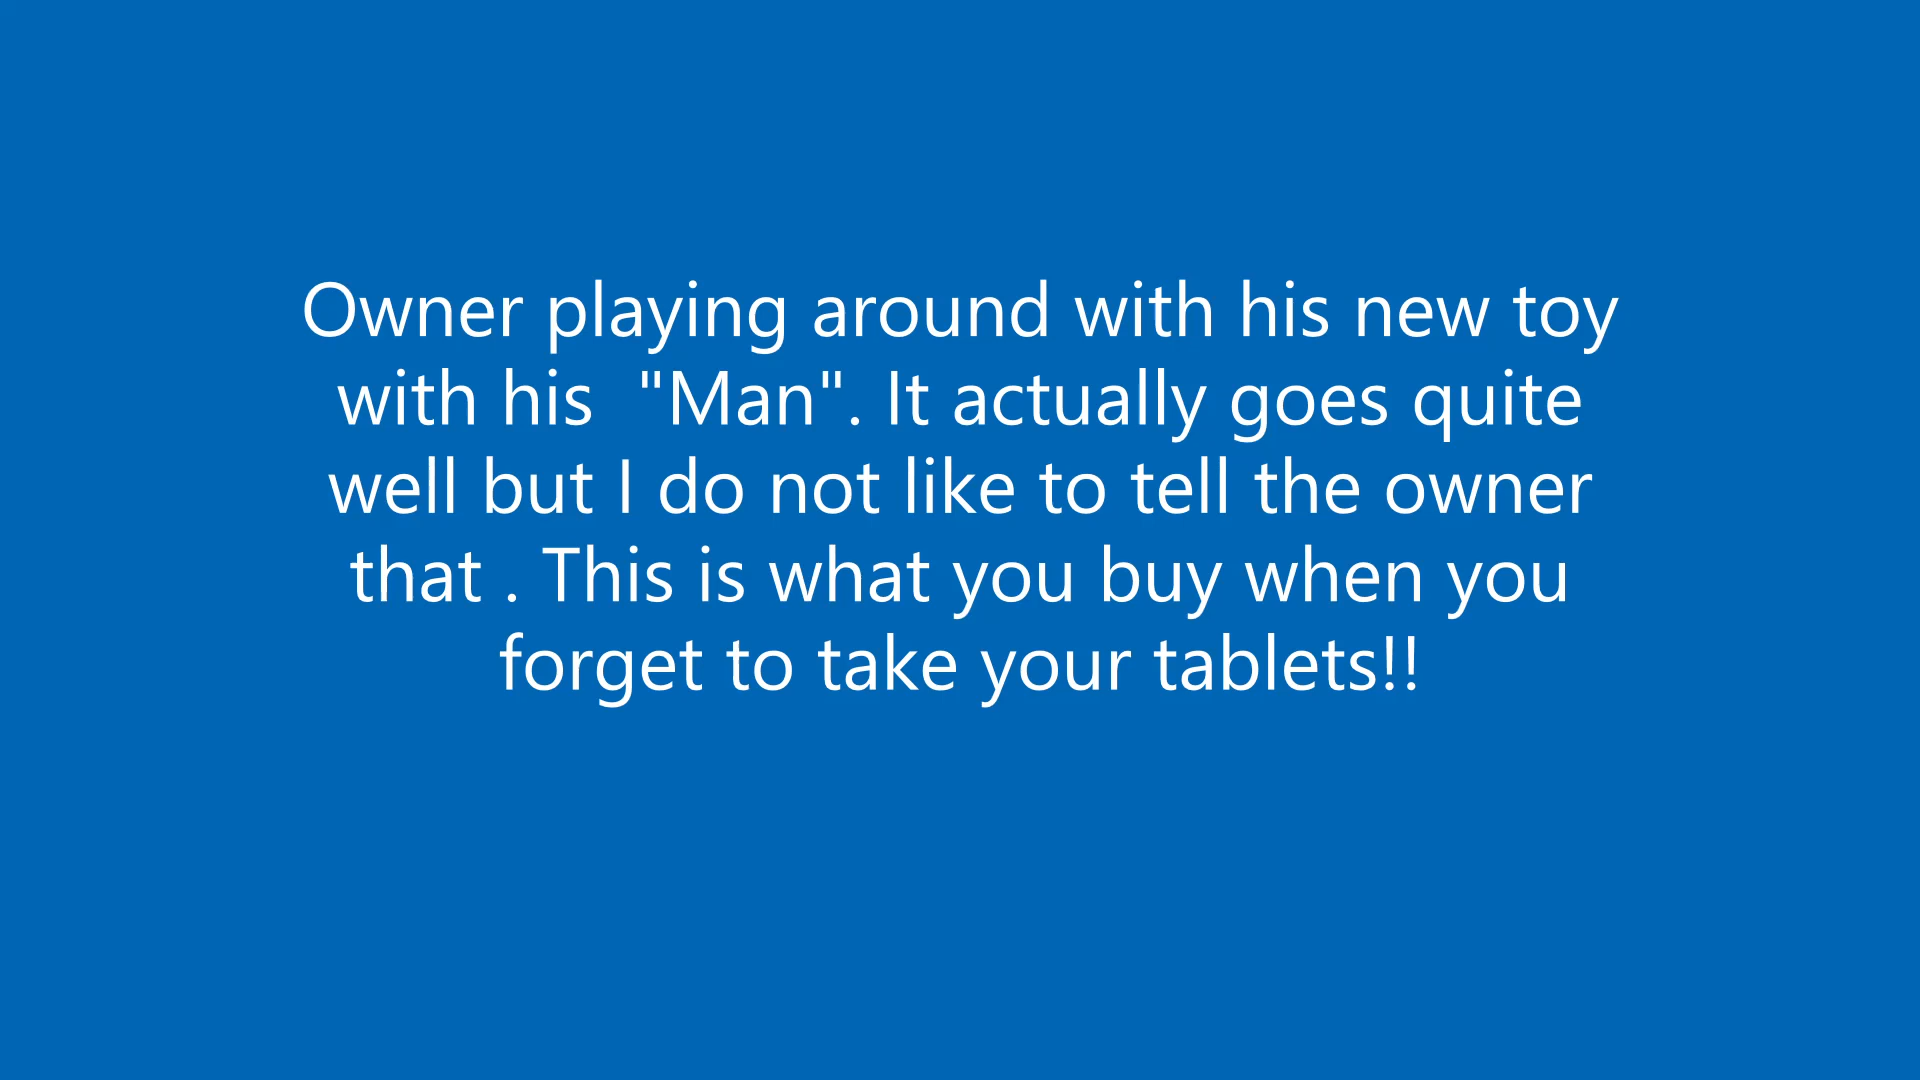 Owner playing around with his new toy
with his  "Man". It actually goes quite
well but I do not like to tell the owner
that . This is what you buy when you
forget to take your tablets!!